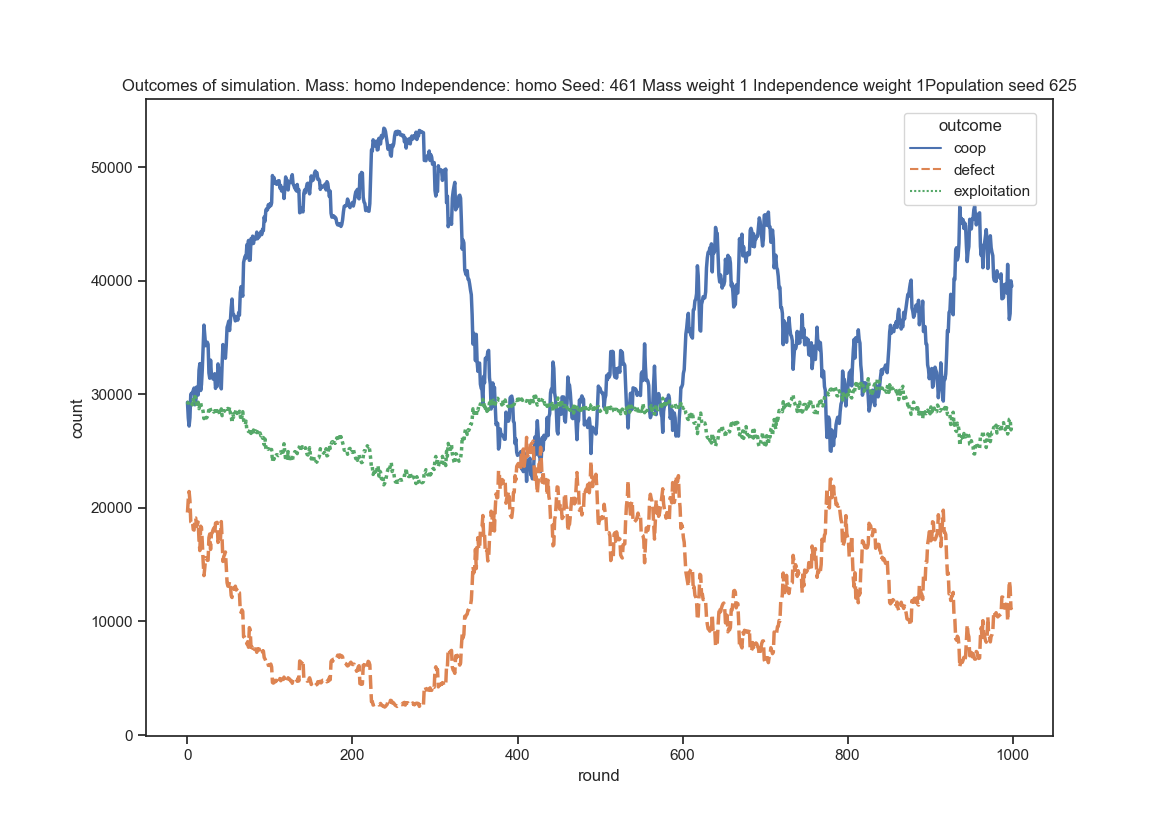 Outcomes of simulation. Mass: homo Independence: homo Seed: 461 Mass weight 1 Independence weight 1Population seed 625
outcome
coop
defect
exploitation
50000
40000
30000
20000
10000
0
count
0 200 400 600 800 1000
round